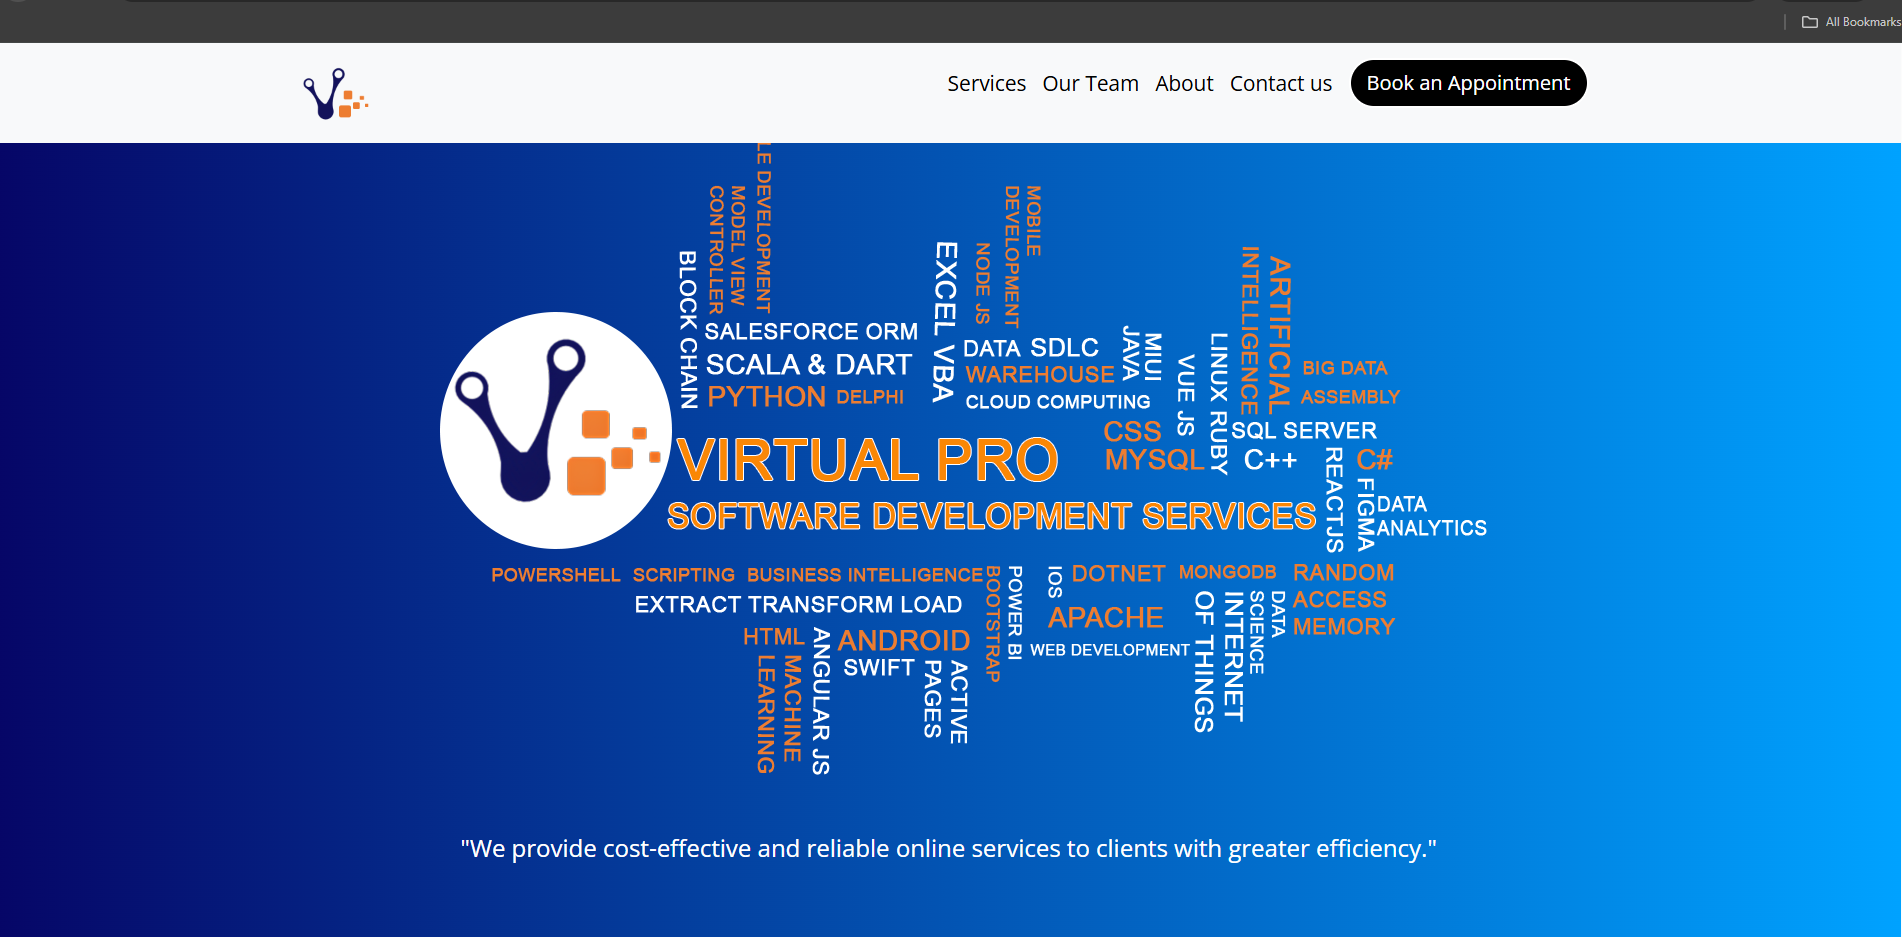 All Bookmarks
Services
Our Team
About
Contact us
Book an Appointment
LE DEVELOPMENT
MODEL VIEW
CONTROLLER
BLOCK CHAIN
SALESFORCE ORM
SCALA & DART
PYTHON
DELPHI
EXCEL VBA
NODE JS
MOBILE
DEVELOPMENT
DATA
WAREHOUSE
SDLC
CLOUD COMPUTING
MIUI
JAVA
VUE JS
LINUX RUBY
ARTIFICIAL
INTELLIGENCE
BIG DATA
ASSEMBLY
CSS
MYSQL
SQL SERVER
C++
C#
REACTJS
FIGMA
DATA
ANALYTICS
VIRTUAL PRO
SOFTWARE DEVELOPMENT SERVICES
POWERSHELL
SCRIPTING
BUSINESS INTELLIGENCE
EXTRACT TRANSFORM LOAD
HTML
ANDROID
SWIFT
MACHINE
LEARNING
ANGULAR JS
ACTIVE
PAGES
BOOTSTRAP
POWER BI
IOS
DOTNET
APACHE
WEB DEVELOPMENT
MONGODB
INTERNET
OF THINGS
DATA
SCIENCE
RANDOM
ACCESS
MEMORY
"We provide cost-effective and reliable online services to clients with greater efficiency."